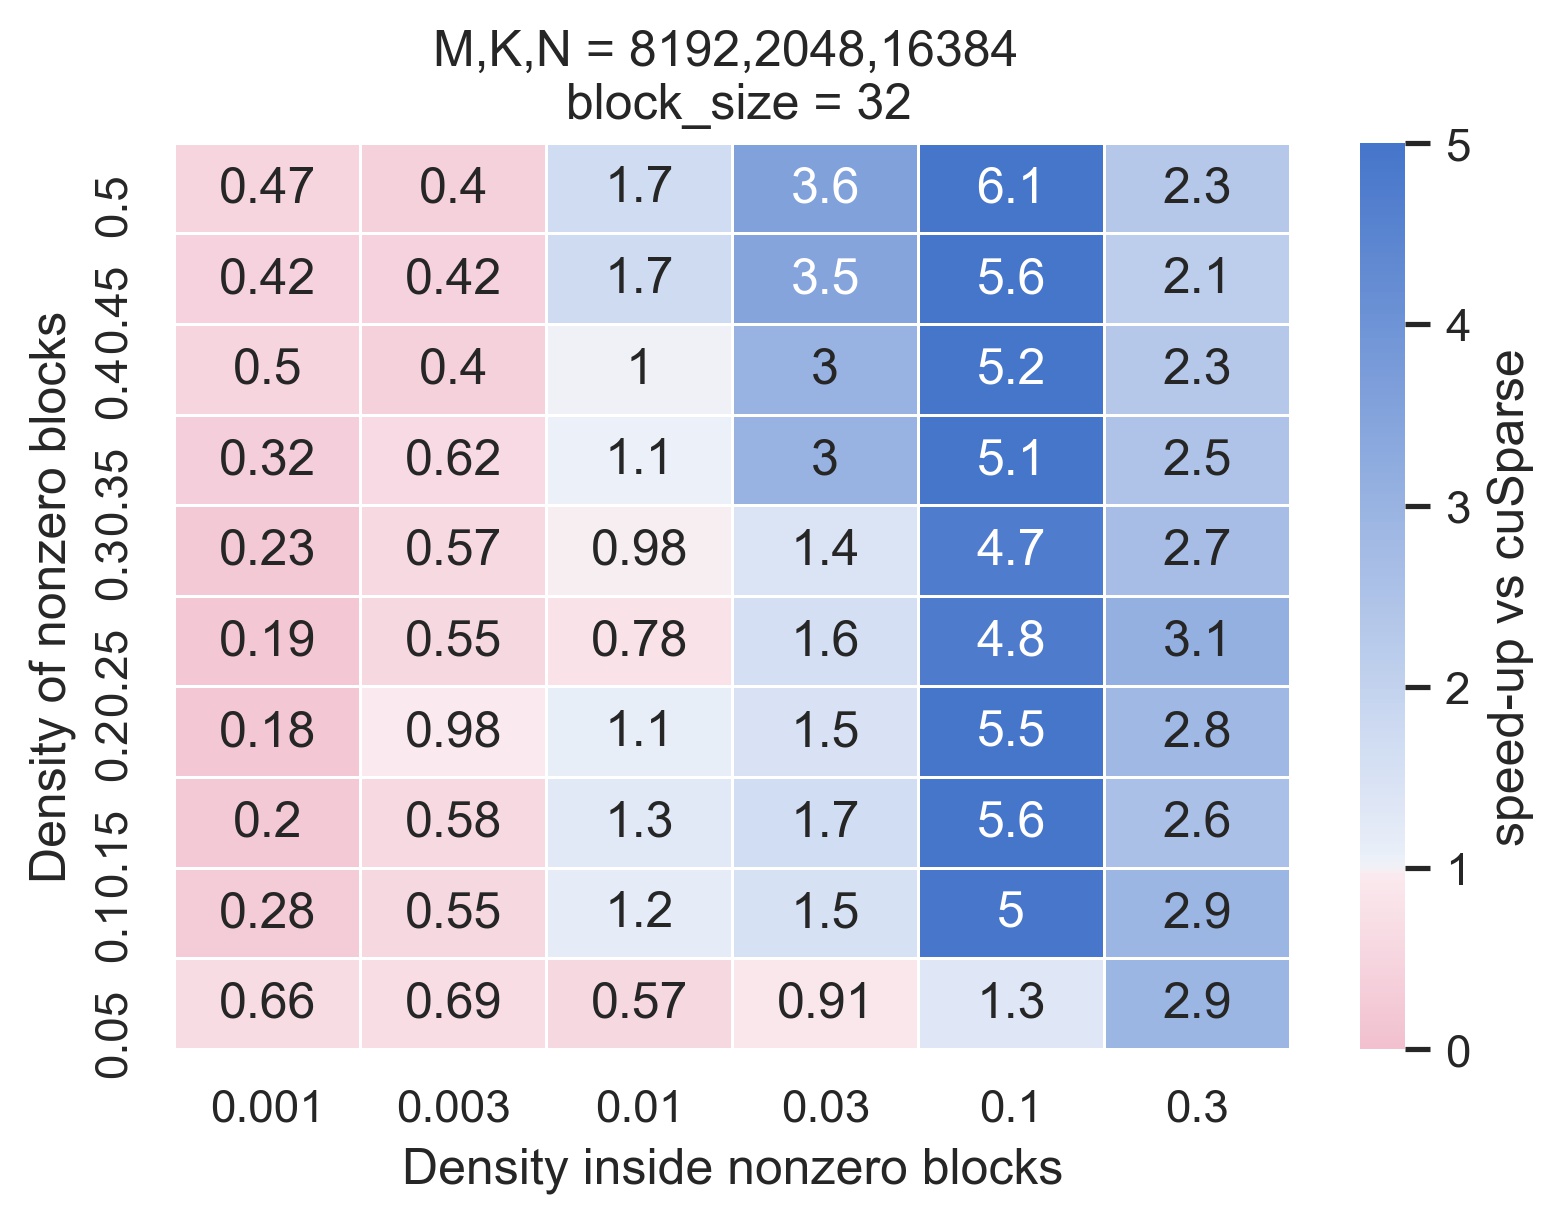 M,K,N = 8192,2048,16384
block_size = 32
Density of nonzero blocks
0.5 0.47 0.4 1.7 3.6 6.1 2.3
0.45 0.42 0.42 1.7 3.5 5.6 2.1
0.4 0.5 0.4 1 3 5.2 2.3
0.35 0.32 0.62 1.1 3 5.1 2.5
0.3 0.23 0.57 0.98 1.4 4.7 2.7
0.25 0.19 0.55 0.78 1.6 4.8 3.1
0.2 0.18 0.98 1.1 1.5 5.5 2.8
0.15 0.2 0.58 1.3 1.7 5.6 2.6
0.1 0.28 0.55 1.2 1.5 5 2.9
0.05 0.66 0.69 0.57 0.91 1.3 2.9
0.001 0.003 0.01 0.03 0.1 0.3
Density inside nonzero blocks
5
4
3
2
1
0
speed-up vs cuSparse